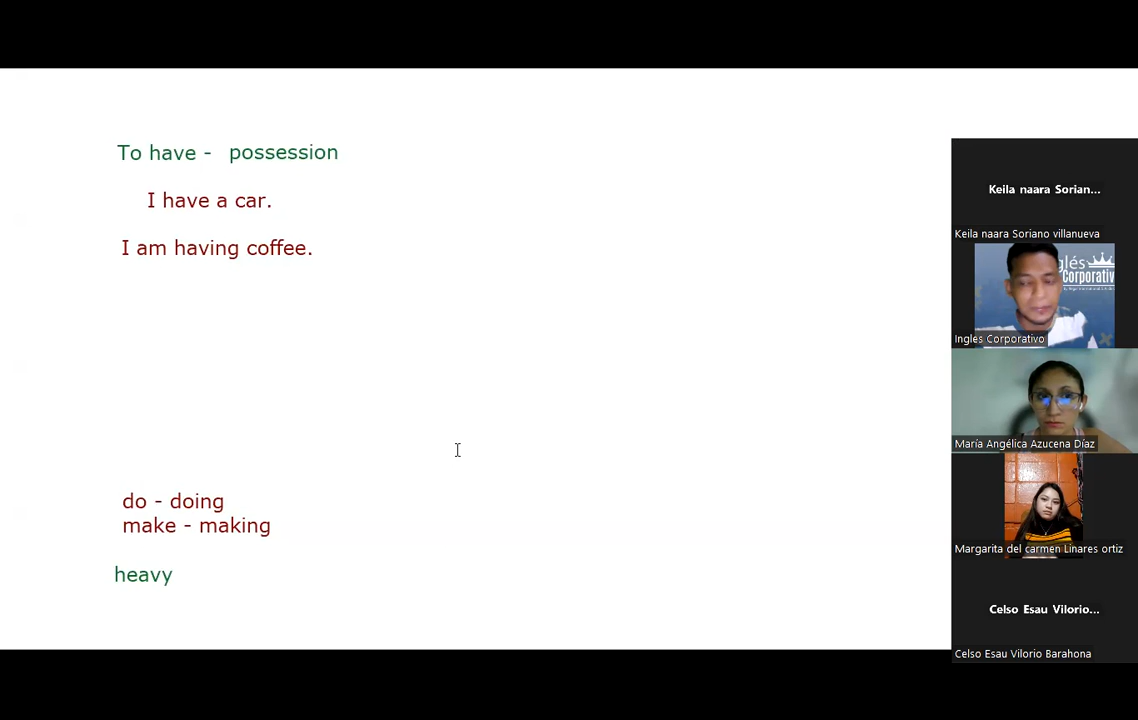 To have - possession
I have a car.
I am having coffee.
do - doing
make - making
heavy
Keila naara Sorian...
Keila naara Soriano villanueva
glés
Corporativ
Ingles Corporativo
María Angélica Azucena Díaz
Margarita del carmen Linares ortiz
Celso Esau Vilorio...
Celso Esau Vilorio Barahona